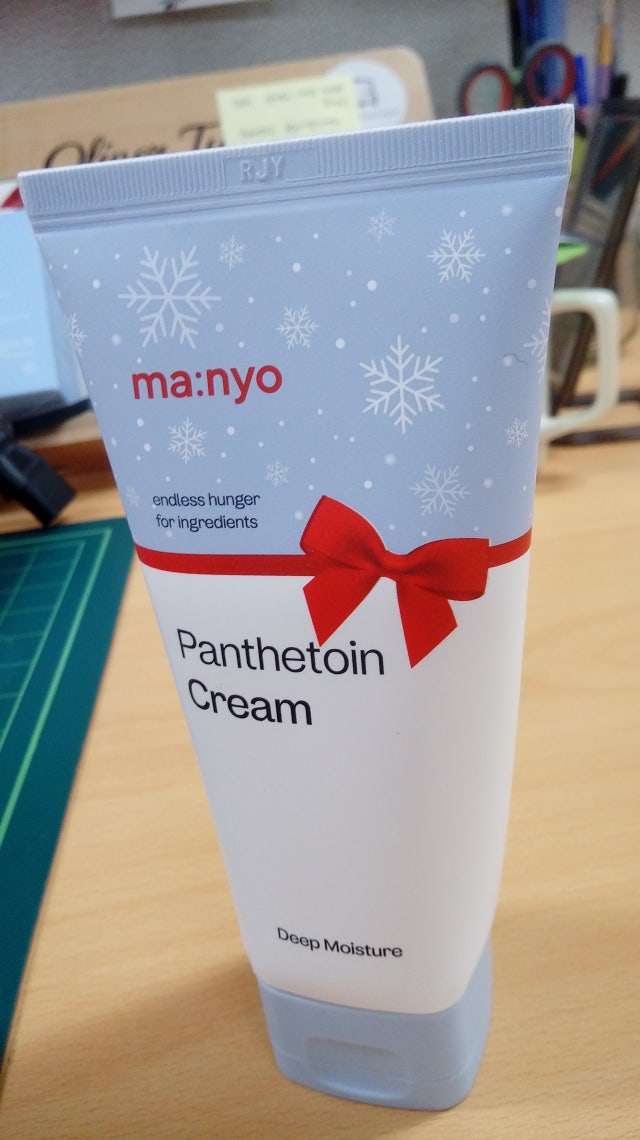 RJY
ma:nyo
endless hunger
for ingredients
Panthetoin
Cream
Deep Moisture